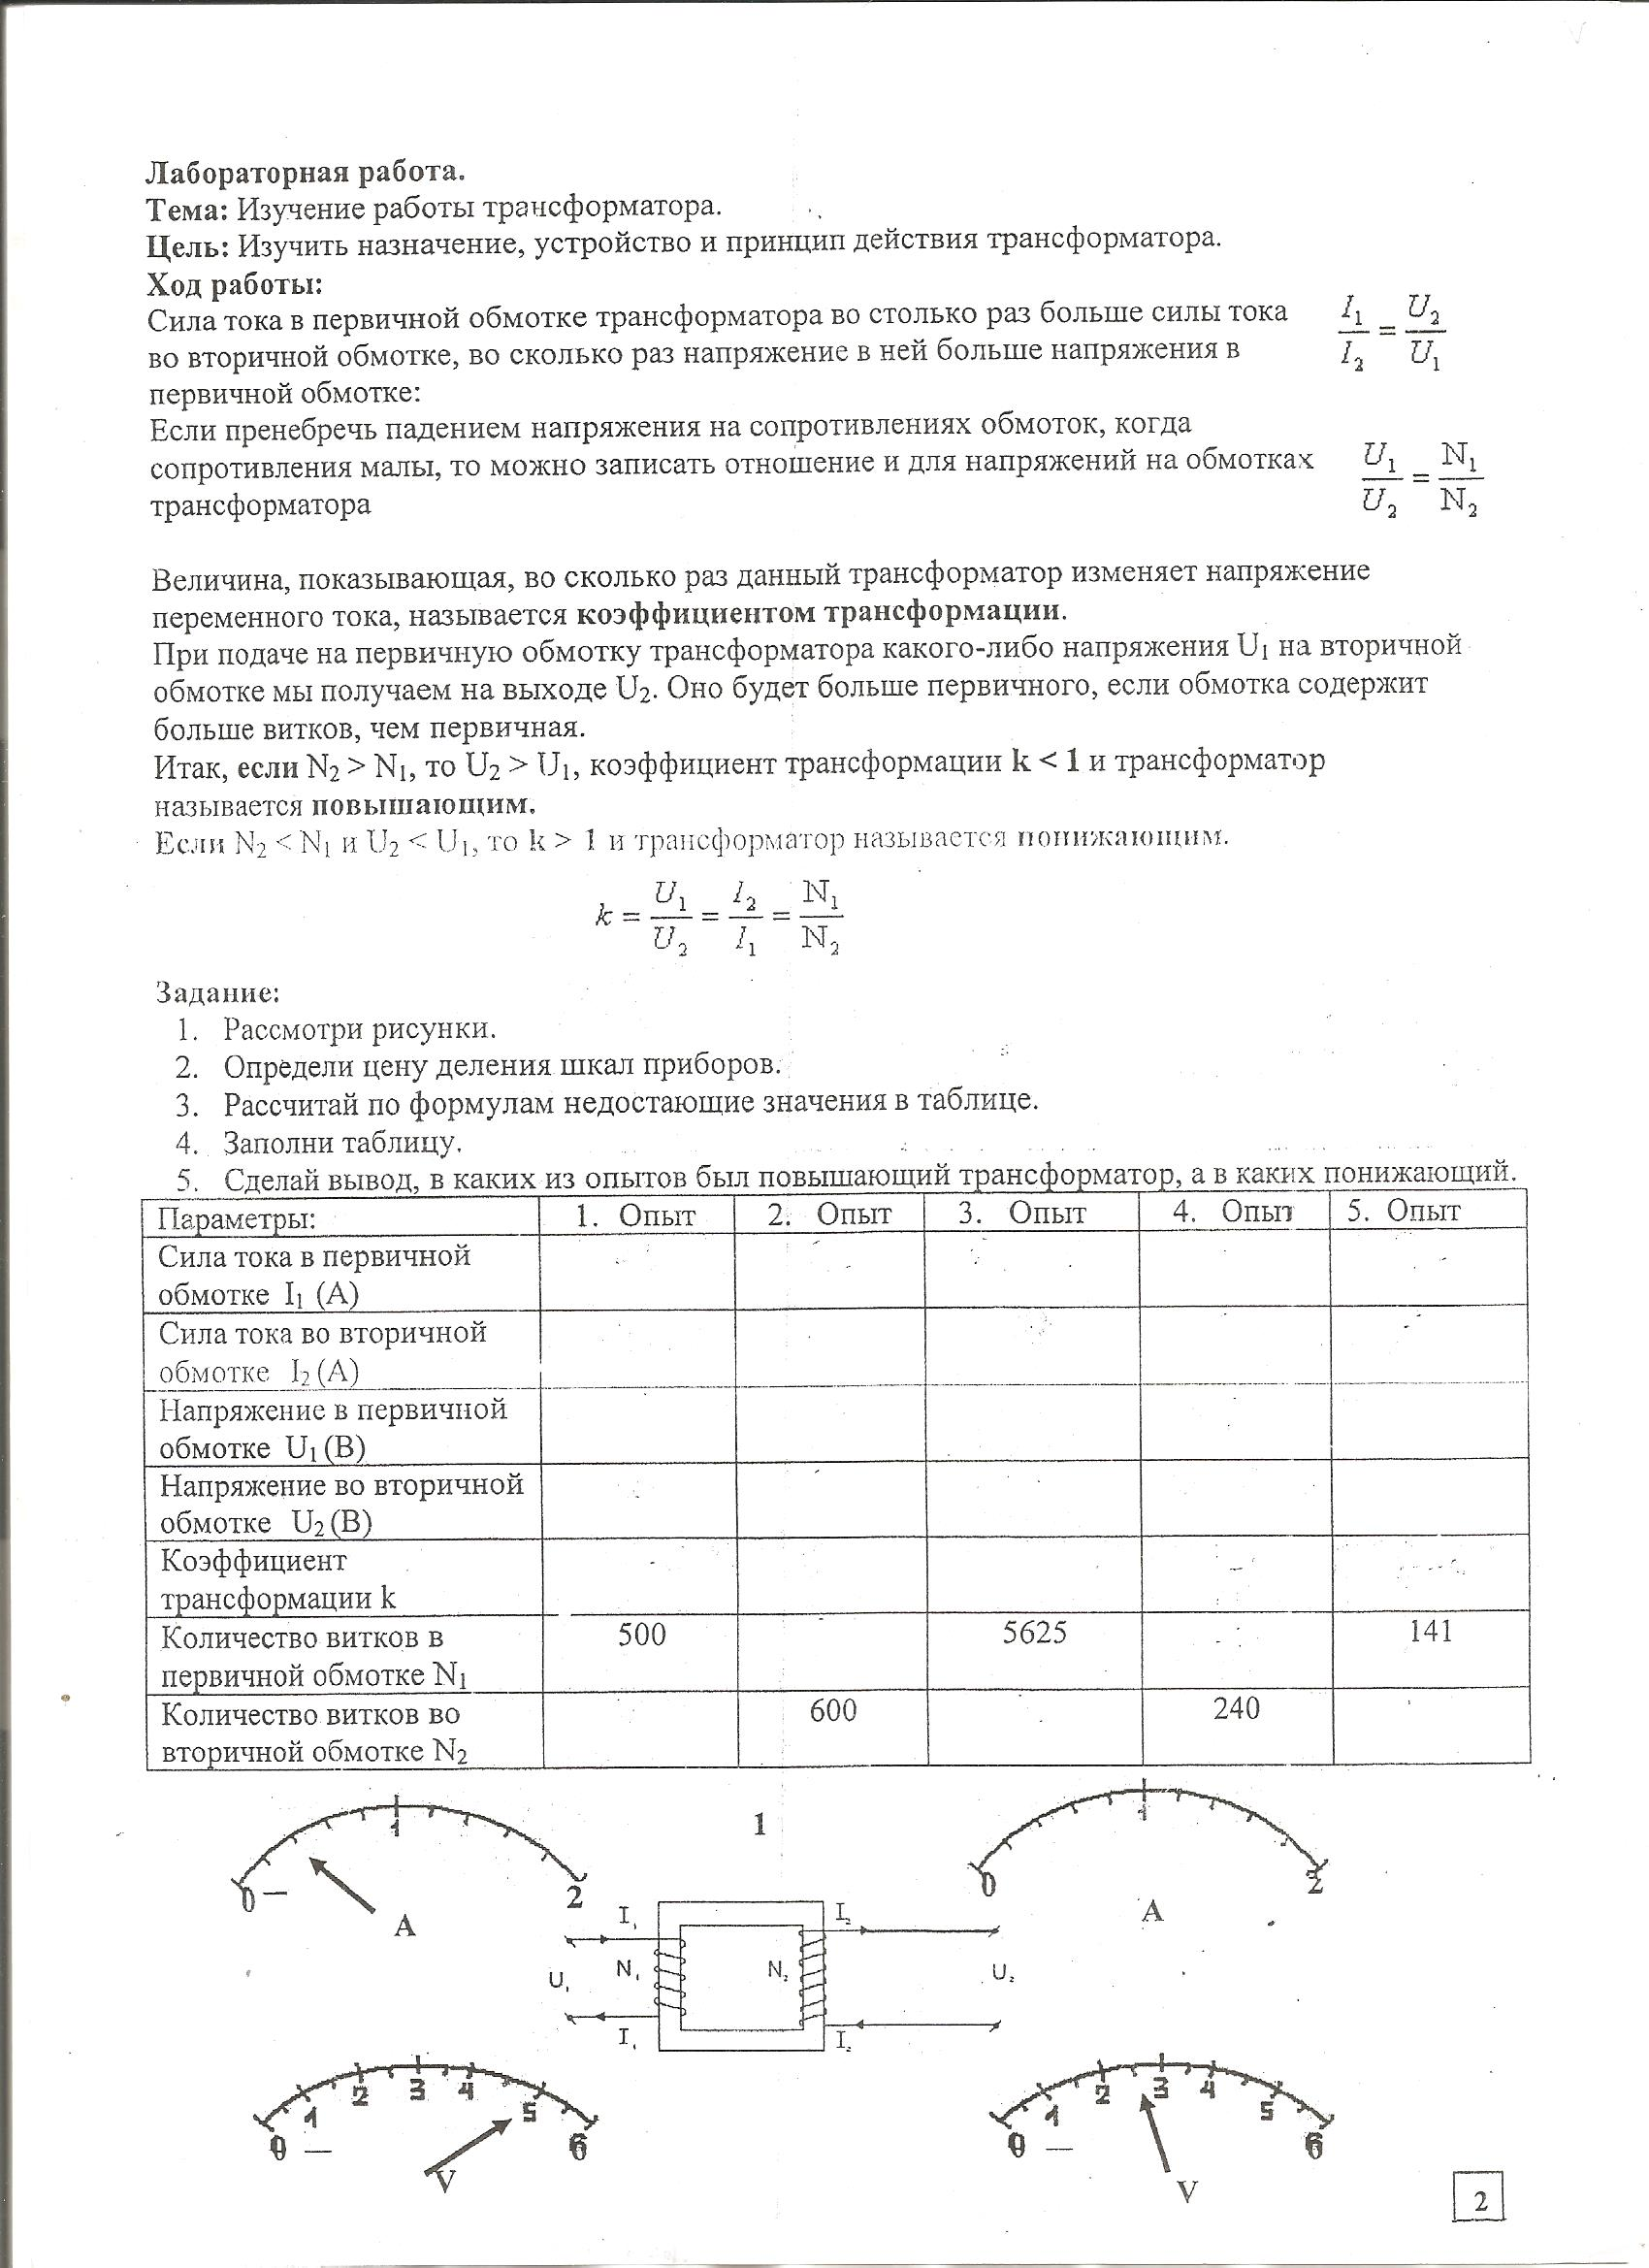 Лабораторная работа.
Тема: Изучение работы трансформатора.
Цель: Изучить назначение, устройство и принцип действия трансформатора.
Ход работы:
Сила тока в первичной обмотке трансформатора во столько раз больше силы тока
во вторичной обмотке, во сколько раз напряжение в ней больше напряжения в
первичной обмотке:
I₁/I₂ = U₂/U₁
Если пренебречь падением напряжения на сопротивлениях обмоток, когда
сопротивления малы, то можно записать отношение и для напряжений на обмотках
трансформатора
U₁/U₂ = N₁/N₂
Величина, показывающая, во сколько раз данный трансформатор изменяет напряжение
переменного тока, называется коэффициентом трансформации.
При подаче на первичную обмотку трансформатора какого-либо напряжения U₁ на вторичной
обмотке мы получаем на выходе U₂. Оно будет больше первичного, если обмотка содержит
больше витков, чем первичная.
Итак, если N₂ > N₁, то U₂ > U₁, коэффициент трансформации k < 1 и трансформатор
называется повышающим.
Если N₂ < N₁ и U₂ < U₁, то k > 1 и трансформатор называется понижающим.
k = U₁/U₂ = I₂/I₁ = N₁/N₂
Задание:
1. Рассмотри рисунки.
2. Определи цену деления шкал приборов.
3. Рассчитай по формулам недостающие значения в таблице.
4. Заполни таблицу.
5. Сделай вывод, в каких из опытов был повышающий трансформатор, а в каких понижающий.
Параметры: 1. Опыт 2. Опыт 3. Опыт 4. Опыт 5. Опыт
Сила тока в первичной
обмотке I₁ (А)
Сила тока во вторичной
обмотке I₂ (А)
Напряжение в первичной
обмотке U₁ (В)
Напряжение во вторичной
обмотке U₂ (В)
Коэффициент
трансформации k
Количество витков в 500 5625 141
первичной обмотке N₁
Количество витков во 600 240
вторичной обмотке N₂
1
0 1 2
A
0 1 2
A
I₁ I₂
U₁ N₁ N₂ U₂
I₁ I₂
0 1 2 3 4 5 6
V
0 1 2 3 4 5 6
V
2